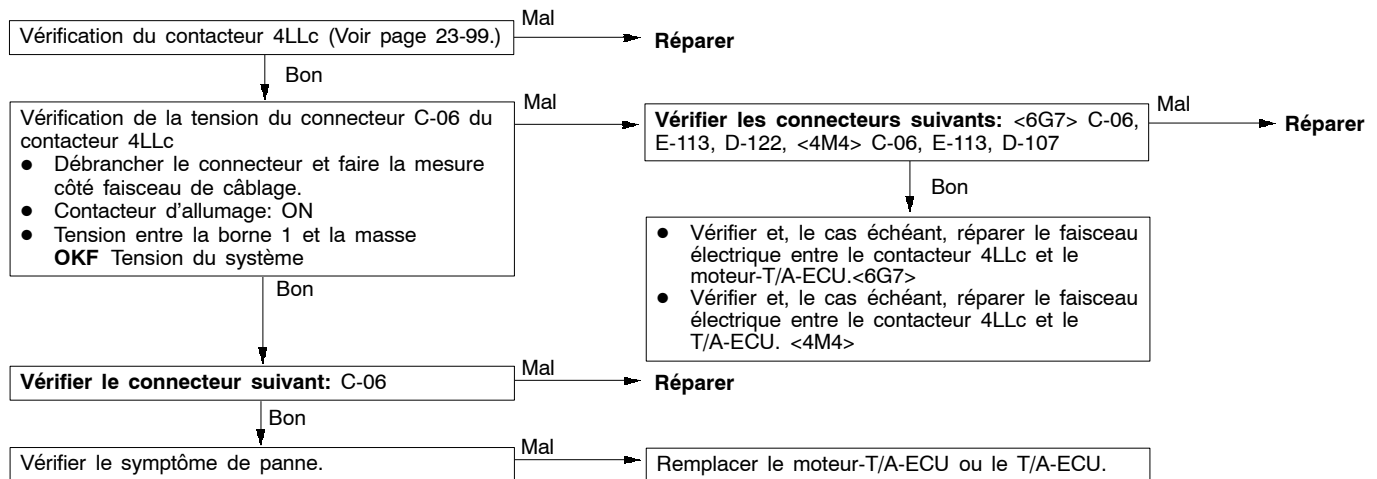 Vérification du contacteur 4LLc (Voir page 23-99.)
Mal
Réparer
Bon
Vérification de la tension du connecteur C-06 du
contacteur 4LLc
● Débrancher le connecteur et faire la mesure
côté faisceau de câblage.
● Contacteur d'allumage: ON
● Tension entre la borne 1 et la masse
OKF Tension du système
Mal
Vérifier les connecteurs suivants: <6G7> C-06,
E-113, D-122, <4M4> C-06, E-113, D-107
Mal
Réparer
Bon
● Vérifier et, le cas échéant, réparer le faisceau
électrique entre le contacteur 4LLc et le
moteur-T/A-ECU.<6G7>
● Vérifier et, le cas échéant, réparer le faisceau
électrique entre le contacteur 4LLc et le
T/A-ECU. <4M4>
Bon
Vérifier le connecteur suivant: C-06
Mal
Réparer
Bon
Vérifier le symptôme de panne.
Mal
Remplacer le moteur-T/A-ECU ou le T/A-ECU.